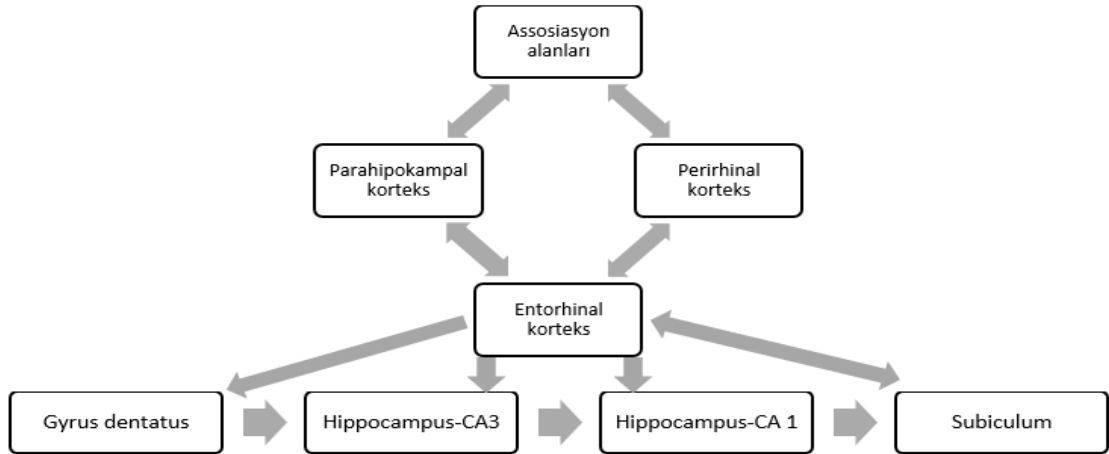 Assosiasyon
alanları
Parahipokampal
korteks
Perirhinal
korteks
Entorhinal
korteks
Gyrus dentatus
Hippocampus-CA3
Hippocampus-CA 1
Subiculum